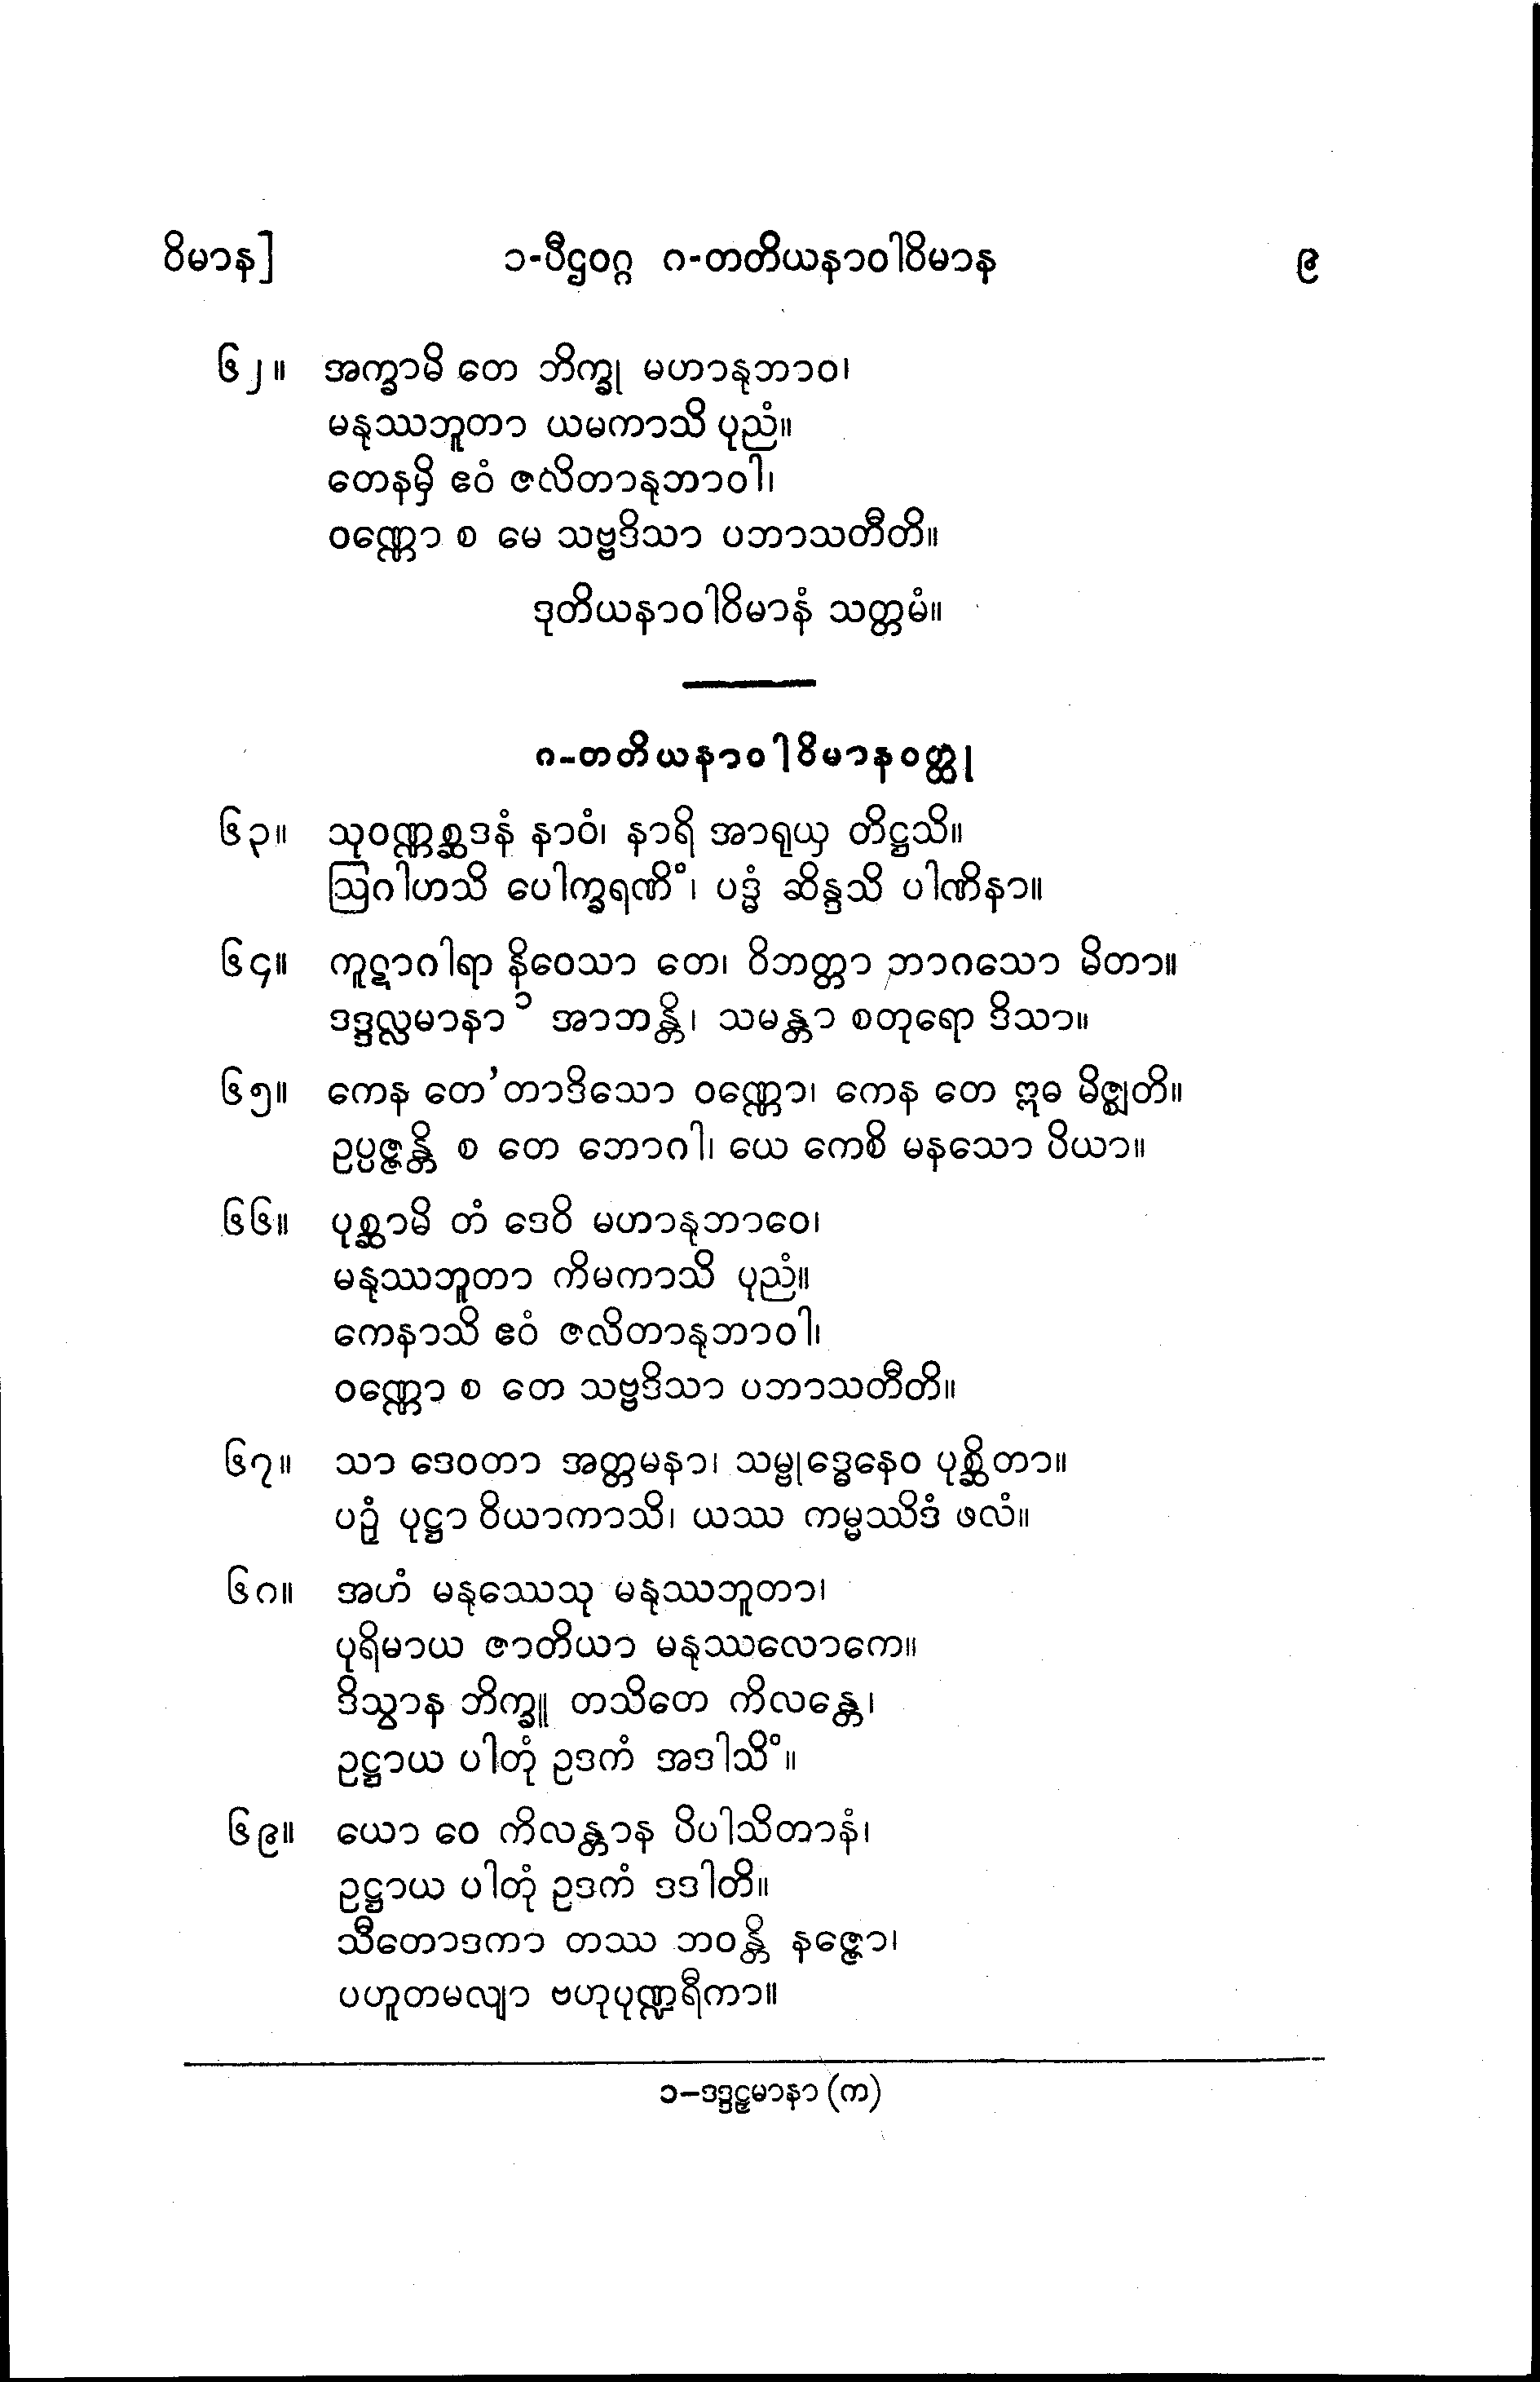 ဝိမာန]
၁-ပီဌဝဂ္ဂ ၈-တတိယနာဝါဝိမာန
၉
၆၂။ အက္ခာမိ တေ ဘိက္ခု မဟာနုဘာဝ၊
မနုဿဘူတာ ယမကာသိ ပုညံ။
တေနမှိ ဧဝံ ဇလိတာနုဘာဝါ၊
ဝဏ္ဏော စ မေ သဗ္ဗဒိသာ ပဘာသတီတိ။
ဒုတိယနာဝါဝိမာနံ သတ္တမံ။
၈-တတိယနာဝါဝိမာနဝတ္ထု
၆၃။ သုဝဏ္ဏစ္ဆဒနံ နာဝံ၊ နာရိ အာရုယှ တိဋ္ဌသိ။
ဩဂါဟသိ ပေါက္ခရဏိံ၊ ပဒ္မံ ဆိန္ဒသိ ပါဏိနာ။
၆၄။ ကူဋာဂါရာ နိဝေသာ တေ၊ ဝိဘတ္တာ ဘာဂသော မိတာ။
ဒဒ္ဒလ္လမာနာ ၁ အာဘန္တိ၊ သမန္တာ စတုရော ဒိသာ။
၆၅။ ကေန တေ’တာဒိသော ဝဏ္ဏော၊ ကေန တေ ဣဓ မိဇ္ဈတိ။
ဥပ္ပဇ္ဇန္တိ စ တေ ဘောဂါ၊ ယေ ကေစိ မနသော ပိယာ။
၆၆။ ပုစ္ဆာမိ တံ ဒေဝိ မဟာနုဘာဝေ၊
မနုဿဘူတာ ကိမကာသိ ပုညံ။
ကေနာသိ ဧဝံ ဇလိတာနုဘာဝါ၊
ဝဏ္ဏော စ တေ သဗ္ဗဒိသာ ပဘာသတီတိ။
၆၇။ သာ ဒေဝတာ အတ္တမနာ၊ သမ္ဗုဒ္ဓေနေဝ ပုစ္ဆိတာ။
ပဉှံ ပုဋ္ဌာ ဝိယာကာသိ၊ ယဿ ကမ္မဿိဒံ ဖလံ။
၆၈။ အဟံ မနုဿေသု မနုဿဘူတာ၊
ပုရိမာယ ဇာတိယာ မနုဿလောကေ။
ဒိသွာန ဘိက္ခူ တသိတေ ကိလန္တေ၊
ဥဋ္ဌာယ ပါတုံ ဥဒကံ အဒါသိံ။
၆၉။ ယော ဝေ ကိလန္တာန ပိပါသိတာနံ၊
ဥဋ္ဌာယ ပါတုံ ဥဒကံ ဒဒါတိ။
သီတောဒကာ တဿ ဘဝန္တိ နဇ္ဇော၊
ပဟူတမလျာ ဗဟုပုဏ္ဍရီကာ။
၁-ဒဒ္ဒဠှမာနာ (က)